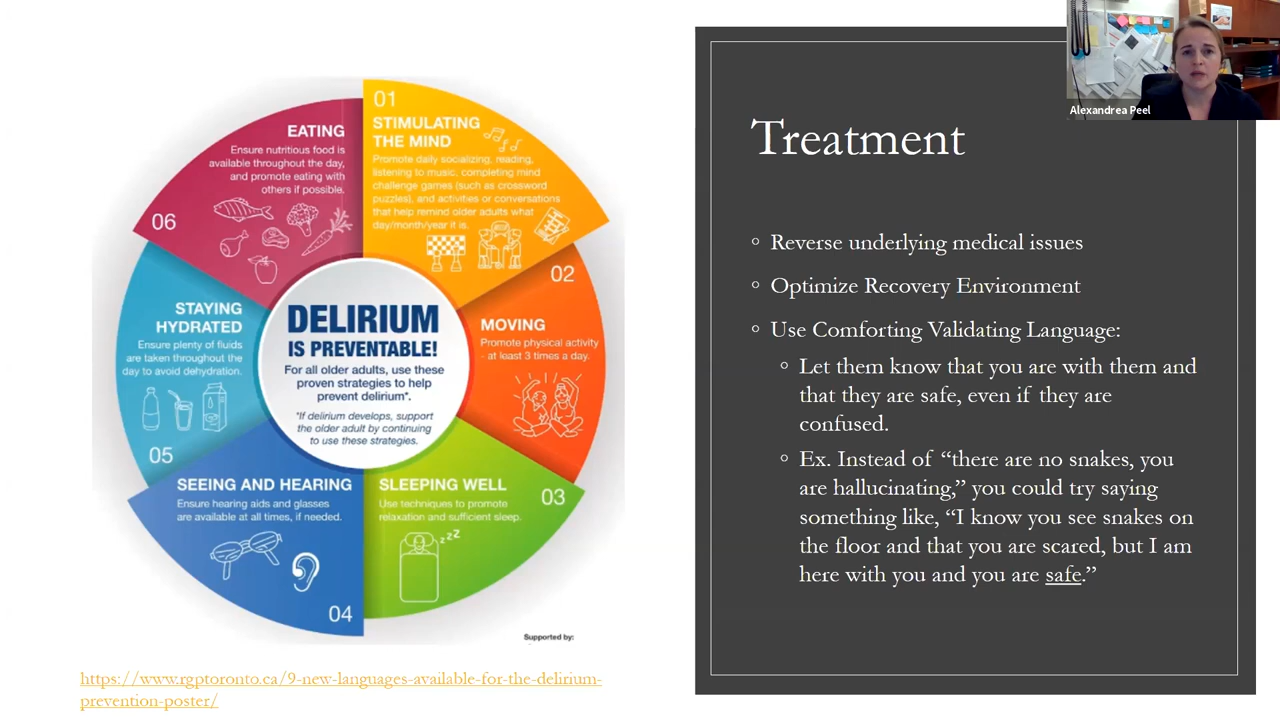 01
STIMULATING
THE MIND
Promote daily socializing, reading,
listening to music, completing mind
challenge games (such as crossword
puzzles), and activities or conversations
that help remind older adults what
day/month/year it is.
02
MOVING
Promote physical activity
- at least 3 times a day.
03
SLEEPING WELL
Use techniques to promote
relaxation and sufficient sleep.
zzz
04
SEEING AND HEARING
Ensure hearing aids and glasses
are available at all times, if needed.
05
STAYING
HYDRATED
Ensure plenty of fluids
are taken throughout the
day to avoid dehydration.
06
EATING
Ensure nutritious food is
available throughout the day,
and promote eating with
others if possible.
DELIRIUM
IS PREVENTABLE!
For all older adults, use these
proven strategies to help
prevent delirium*.
*If delirium develops, support
the older adult by continuing
to use these strategies.
Supported by:
https://www.rgptoronto.ca/9-new-languages-available-for-the-delirium-
prevention-poster/
Alexandrea Peel
Treatment
◦ Reverse underlying medical issues
◦ Optimize Recovery Environment
◦ Use Comforting Validating Language:
◦ Let them know that you are with them and
that they are safe, even if they are
confused.
◦ Ex. Instead of “there are no snakes, you
are hallucinating,” you could try saying
something like, “I know you see snakes on
the floor and that you are scared, but I am
here with you and you are safe.”